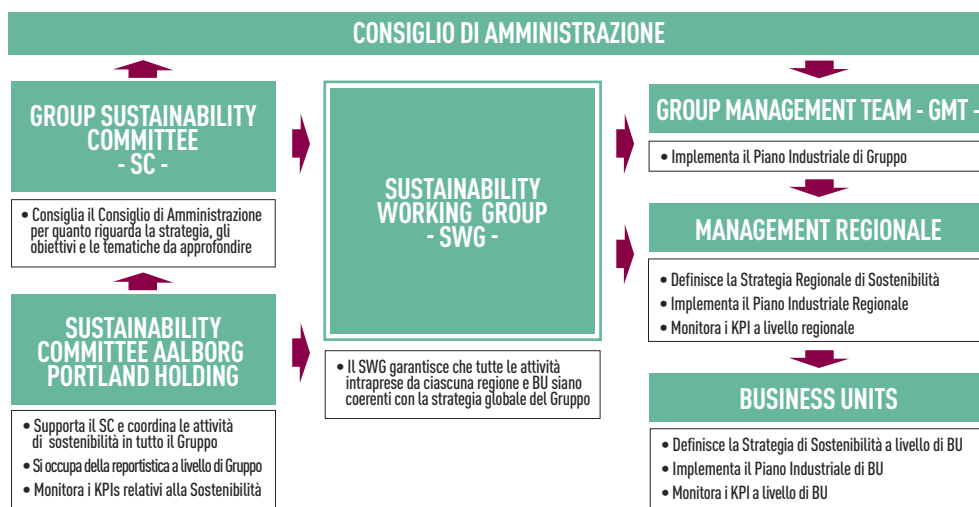 CONSIGLIO DI AMMINISTRAZIONE
GROUP SUSTAINABILITY
COMMITTEE
- SC -
• Consiglia il Consiglio di Amministrazione
per quanto riguarda la strategia, gli
obiettivi e le tematiche da approfondire
SUSTAINABILITY
COMMITTEE AALBORG
PORTLAND HOLDING
• Supporta il SC e coordina le attività
di sostenibilità in tutto il Gruppo
• Si occupa della reportistica a livello di Gruppo
• Monitora i KPIs relativi alla Sostenibilità
SUSTAINABILITY
WORKING GROUP
- SWG -
• Il SWG garantisce che tutte le attività
intraprese da ciascuna regione e BU siano
coerenti con la strategia globale del Gruppo
GROUP MANAGEMENT TEAM - GMT -
• Implementa il Piano Industriale di Gruppo
MANAGEMENT REGIONALE
• Definisce la Strategia Regionale di Sostenibilità
• Implementa il Piano Industriale Regionale
• Monitora i KPI a livello regionale
BUSINESS UNITS
• Definisce la Strategia di Sostenibilità a livello di BU
• Implementa il Piano Industriale di BU
• Monitora i KPI a livello di BU